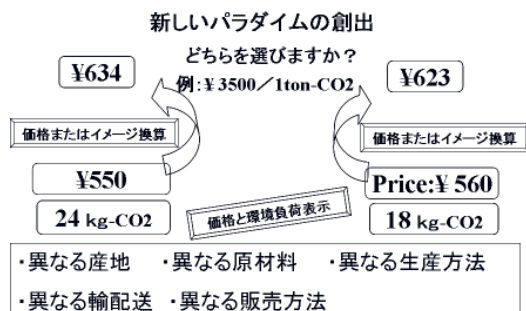 新しいパラダイムの創出
どちらを選びますか？
¥634
例：¥3500／1ton-CO2
¥623
価格またはイメージ換算
価格またはイメージ換算
¥550
Price:¥ 560
24 kg-CO2
価格と環境負荷表示
18 kg-CO2
・異なる産地 ・異なる原材料 ・異なる生産方法
・異なる輸配送 ・異なる販売方法